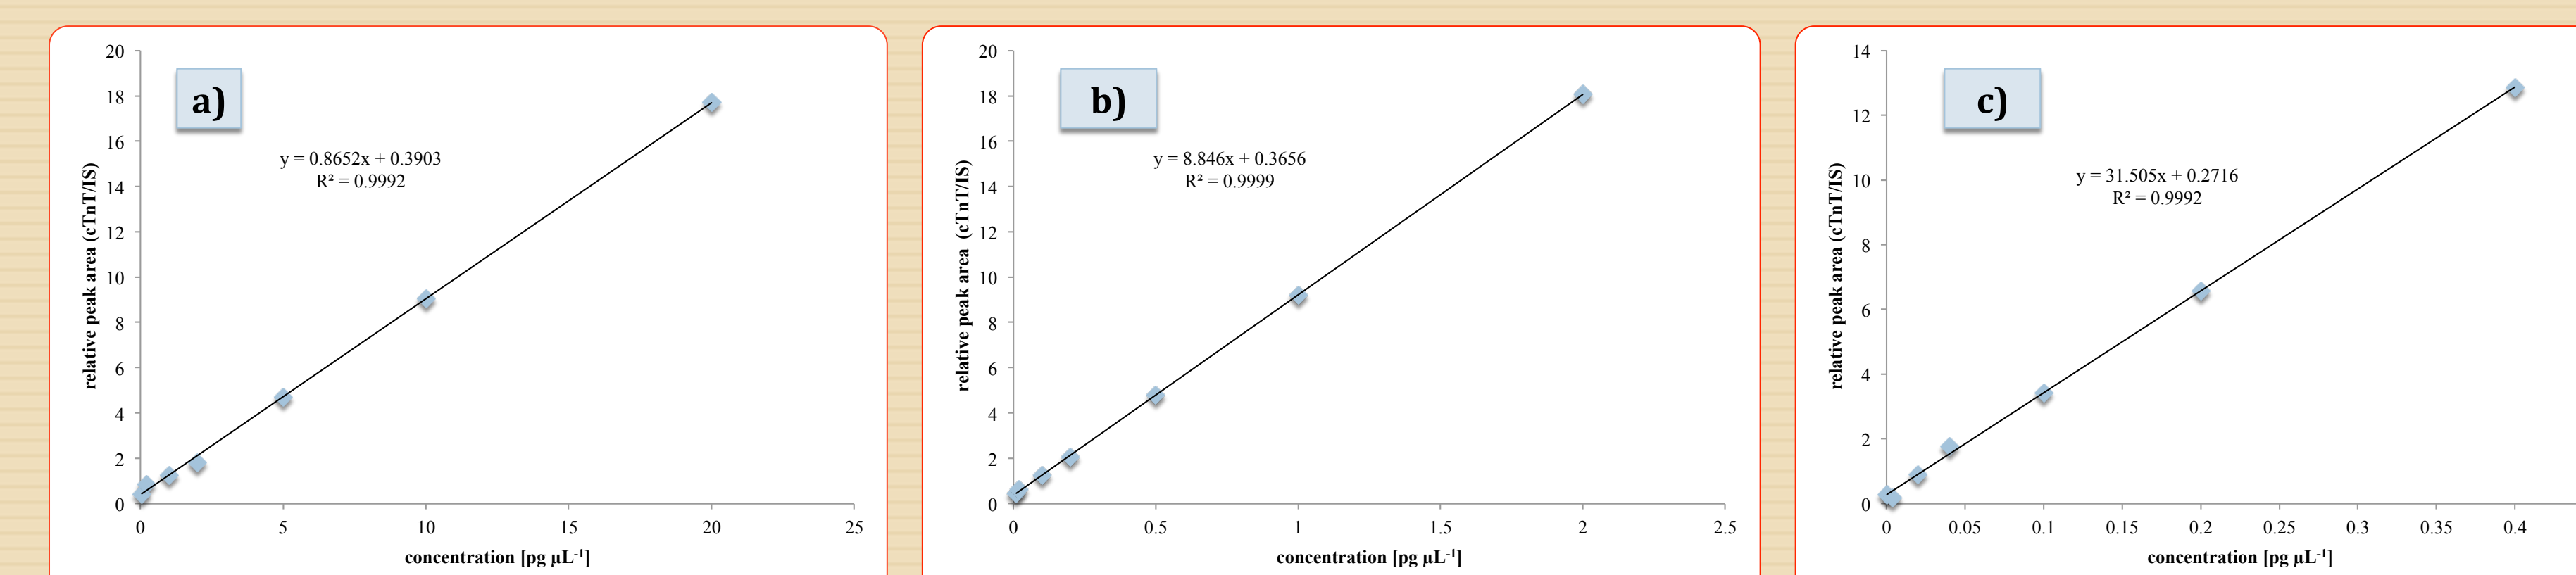 a)
y = 0.8652x + 0.3903
R² = 0.9992
relative peak area (cTnT/IS)
20
18
16
14
12
10
8
6
4
2
0
0 5 10 15 20 25
concentration [pg µL⁻¹]
b)
y = 8.846x + 0.3656
R² = 0.9999
relative peak area (cTnT/IS)
20
18
16
14
12
10
8
6
4
2
0
0 0.5 1 1.5 2 2.5
concentration [pg µL⁻¹]
c)
y = 31.505x + 0.2716
R² = 0.9992
relative peak area (cTnT/IS)
14
12
10
8
6
4
2
0
0 0.05 0.1 0.15 0.2 0.25 0.3 0.35 0.4
concentration [pg µL⁻¹]